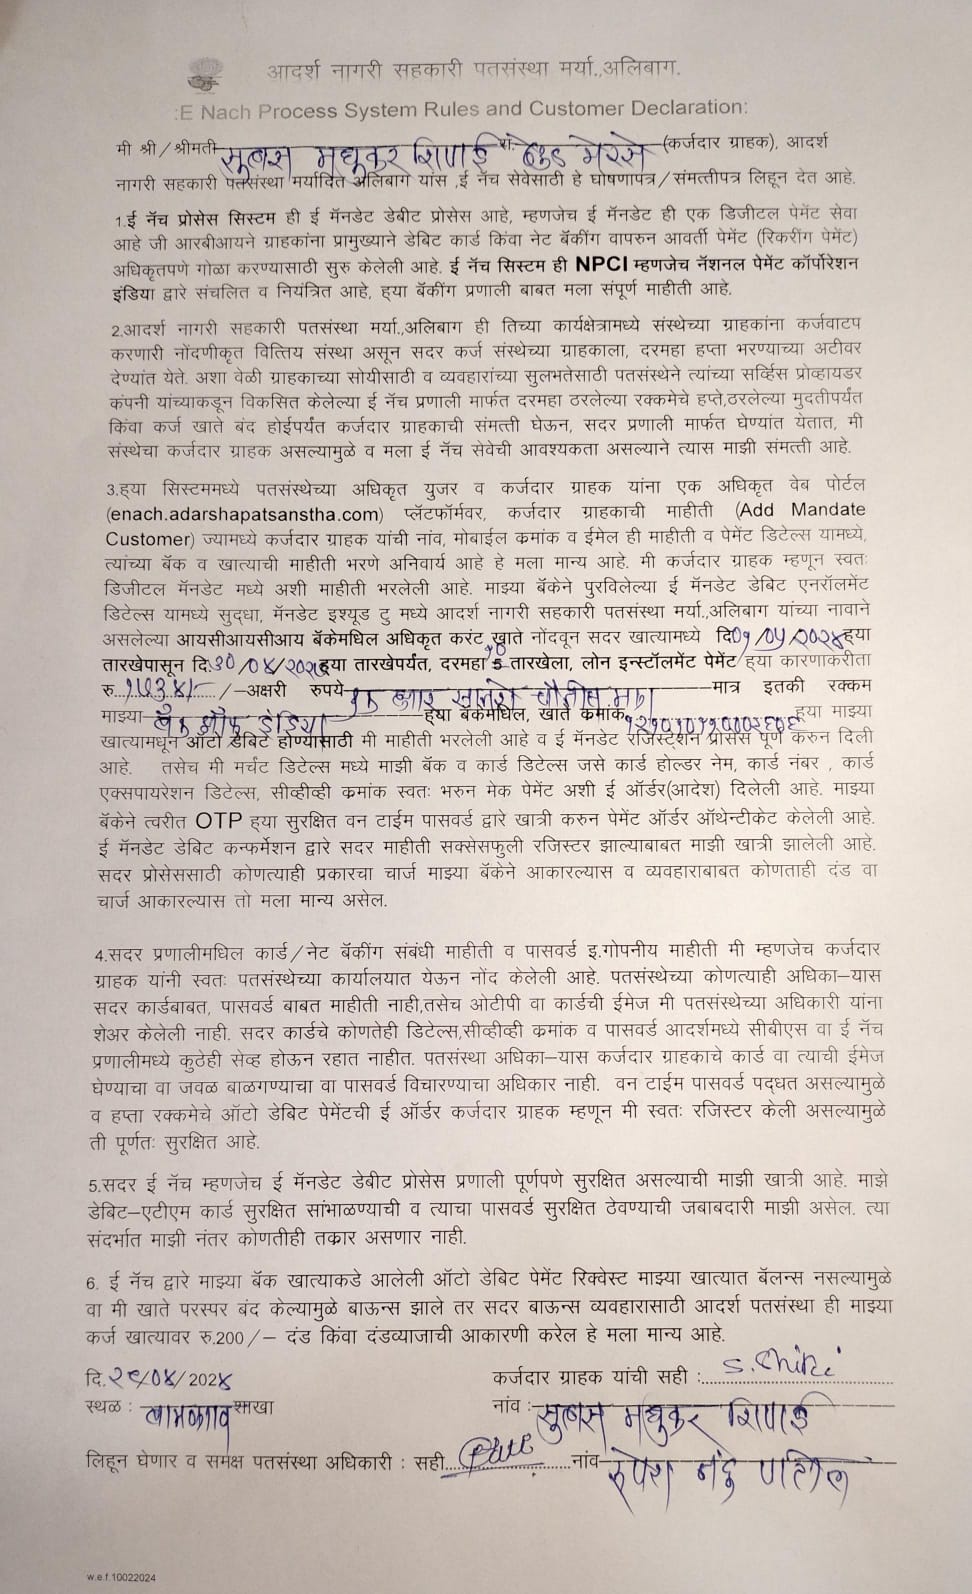 आदर्श नागरी सहकारी पतसंस्था मर्या.,अलिबाग.
:E Nach Process System Rules and Customer Declaration:
मी श्री/श्रीमती सुहास मधुकर शिपाई (कर्जदार ग्राहक), आदर्श
नागरी सहकारी पतसंस्था मर्यादित अलिबाग यांस ,ई नॅच सेवेसाठी हे घोषणापत्र/संमत्तीपत्र लिहून देत आहे.
1.ई नॅच प्रोसेस सिस्टम ही ई मॅनडेट डेबीट प्रोसेस आहे, म्हणजेच ई मॅनडेट ही एक डिजीटल पेमेंट सेवा
आहे जी आरबीआयने ग्राहकांना प्रामुख्याने डेबिट कार्ड किंवा नेट बॅकींग वापरुन आवर्ती पेमेंट (रिकरींग पेमेंट)
अधिकृतपणे गोळा करण्यासाठी सुरु केलेली आहे. ई नॅच सिस्टम ही NPCI म्हणजेच नॅशनल पेमेंट कॉर्पोरेशन
इंडिया द्वारे संचलित व नियंत्रित आहे, ह्या बॅकींग प्रणाली बाबत मला संपूर्ण माहीती आहे.
2.आदर्श नागरी सहकारी पतसंस्था मर्या.,अलिबाग ही तिच्या कार्यक्षेत्रामध्ये संस्थेच्या ग्राहकांना कर्जवाटप
करणारी नोंदणीकृत वित्तिय संस्था असून सदर कर्ज संस्थेच्या ग्राहकाला, दरमहा हप्ता भरण्याच्या अटीवर
देण्यांत येते. अशा वेळी ग्राहकाच्या सोयीसाठी व व्यवहारांच्या सुलभतेसाठी पतसंस्थेने त्यांच्या सर्व्हिस प्रोव्हायडर
कंपनी यांच्याकडून विकसित केलेल्या ई नॅच प्रणाली मार्फत दरमहा ठरलेल्या रक्कमेचे हप्ते,ठरलेल्या मुदतीपर्यंत
किंवा कर्ज खाते बंद होईपर्यंत कर्जदार ग्राहकाची संमत्ती घेऊन, सदर प्रणाली मार्फत घेण्यांत येतात, मी
संस्थेचा कर्जदार ग्राहक असल्यामुळे व मला ई नॅच सेवेची आवश्यकता असल्याने त्यास माझी संमत्ती आहे.
3.ह्या सिस्टममध्ये पतसंस्थेच्या अधिकृत युजर व कर्जदार ग्राहक यांना एक अधिकृत वेब पोर्टल
(enach.adarshapatsanstha.com) प्लॅटफॉर्मवर, कर्जदार ग्राहकाची माहीती (Add Mandate
Customer) ज्यामध्ये कर्जदार ग्राहक यांची नांव, मोबाईल क्रमांक व ईमेल ही माहीती व पेमेंट डिटेल्स यामध्ये,
त्यांच्या बॅक व खात्याची माहीती भरणे अनिवार्य आहे हे मला मान्य आहे. मी कर्जदार ग्राहक म्हणून स्वतः
डिजीटल मॅनडेट मध्ये अशी माहीती भरलेली आहे. माझ्या बॅकेने पुरविलेल्या ई मॅनडेट डेबिट एनरॉलमेंट
डिटेल्स यामध्ये सुद्धा, मॅनडेट इश्यूड टु मध्ये आदर्श नागरी सहकारी पतसंस्था मर्या.,अलिबाग यांच्या नावाने
असलेल्या आयसीआयसीआय बॅकेमधिल अधिकृत करंट खाते नोंदवून सदर खात्यामध्ये दि.०१/०५/२०२४ ह्या
तारखेपासून दि.३०/०४/ ह्या तारखेपर्यंत, दरमहा १० तारखेला, लोन इन्स्टॉलमेंट पेमेंट ह्या कारणाकरीता
रु. /-अक्षरी रुपये मात्र इतकी रक्कम
माझ्या बँक ऑफ इंडिया ह्या बॅकेमधिल, खाते क्रमांक ह्या माझ्या
खात्यामधून ऑटो डेबिट होण्यासाठी मी माहीती भरलेली आहे व ई मॅनडेट रजिस्ट्रेशन प्रोसेस पूर्ण करुन दिली
आहे. तसेच मी मर्चंट डिटेल्स मध्ये माझी बॅक व कार्ड डिटेल्स जसे कार्ड होल्डर नेम, कार्ड नंबर , कार्ड
एक्सपायरेशन डिटेल्स, सीव्हीव्ही क्रमांक स्वतः भरुन मेक पेमेंट अशी ई ऑर्डर(आदेश) दिलेली आहे. माझ्या
बॅकेने त्वरीत OTP ह्या सुरक्षित वन टाईम पासवर्ड द्वारे खात्री करुन पेमेंट ऑर्डर ऑथेन्टीकेट केलेली आहे.
ई मॅनडेट डेबिट कन्फर्मेशन द्वारे सदर माहीती सक्सेसफुली रजिस्टर झाल्याबाबत माझी खात्री झालेली आहे.
सदर प्रोसेससाठी कोणत्याही प्रकारचा चार्ज माझ्या बॅकेने आकारल्यास व व्यवहाराबाबत कोणताही दंड वा
चार्ज आकारल्यास तो मला मान्य असेल.
4.सदर प्रणालीमधिल कार्ड/नेट बॅकींग संबंधी माहीती व पासवर्ड इ.गोपनीय माहीती मी म्हणजेच कर्जदार
ग्राहक यांनी स्वतः पतसंस्थेच्या कार्यालयात येऊन नोंद केलेली आहे. पतसंस्थेच्या कोणत्याही अधिका–यास
सदर कार्डबाबत, पासवर्ड बाबत माहीती नाही,तसेच ओटीपी वा कार्डची ईमेज मी पतसंस्थेच्या अधिकारी यांना
शेअर केलेली नाही. सदर कार्डचे कोणतेही डिटेल्स,सीव्हीव्ही क्रमांक व पासवर्ड आदर्शमध्ये सीबीएस वा ई नॅच
प्रणालीमध्ये कुठेही सेव्ह होऊन रहात नाहीत. पतसंस्था अधिका–यास कर्जदार ग्राहकाचे कार्ड वा त्याची ईमेज
घेण्याचा वा जवळ बाळगण्याचा वा पासवर्ड विचारण्याचा अधिकार नाही. वन टाईम पासवर्ड पद्धत असल्यामुळे
व हप्ता रक्कमेचे ऑटो डेबिट पेमेंटची ई ऑर्डर कर्जदार ग्राहक म्हणून मी स्वतः रजिस्टर केली असल्यामुळे
ती पूर्णतः सुरक्षित आहे.
5.सदर ई नॅच म्हणजेच ई मॅनडेट डेबीट प्रोसेस प्रणाली पूर्णपणे सुरक्षित असल्याची माझी खात्री आहे. माझे
डेबिट–एटीएम कार्ड सुरक्षित सांभाळण्याची व त्याचा पासवर्ड सुरक्षित ठेवण्याची जबाबदारी माझी असेल. त्या
संदर्भात माझी नंतर कोणतीही तक्रार असणार नाही.
6. ई नॅच द्वारे माझ्या बॅक खात्याकडे आलेली ऑटो डेबिट पेमेंट रिक्वेस्ट माझ्या खात्यात बॅलन्स नसल्यामुळे
वा मी खाते परस्पर बंद केल्यामुळे बाऊन्स झाले तर सदर बाऊन्स व्यवहारासाठी आदर्श पतसंस्था ही माझ्या
कर्ज खात्यावर रु.200/– दंड किंवा दंडव्याजाची आकारणी करेल हे मला मान्य आहे.
दि.२९/०४/2024 कर्जदार ग्राहक यांची सही :
स्थळ : शाखा नांव : सुहास मधुकर शिपाई
लिहून घेणार व समक्ष पतसंस्था अधिकारी : सही नांव रुपेश नंदू पाटील
w.e.f.10022024